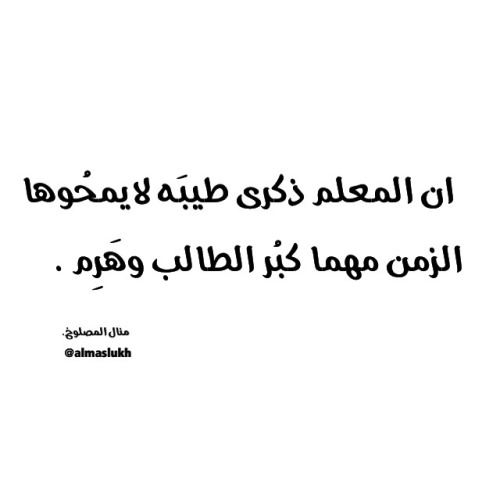 ان المعلم ذكرى طيبَه لايمحُوها
الزمن مهما كبُر الطالب وهَرِم .
منال المصلوخ.
@almaslukh